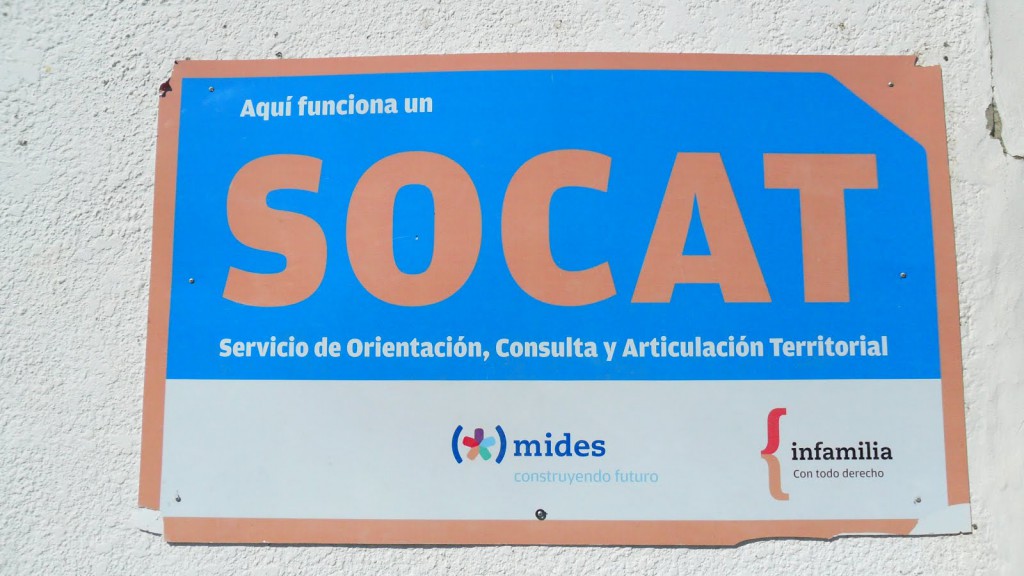 Aquí funciona un
SOCAT
Servicio de Orientación, Consulta y Articulación Territorial
(*) mides
construyendo futuro
infamilia
Con todo derecho